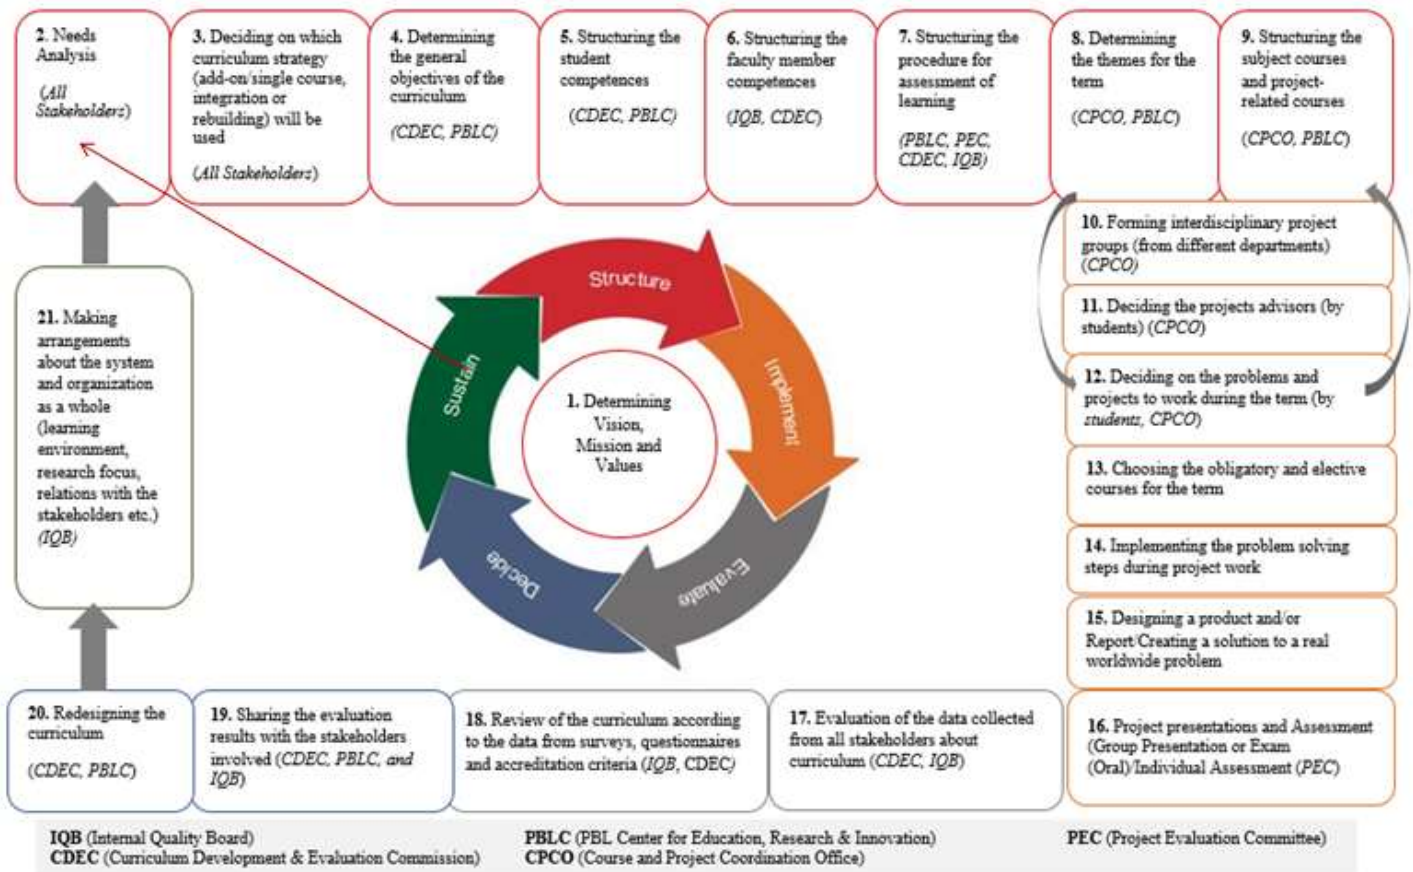 2. Needs
Analysis
(All
Stakeholders)
3. Deciding on which
curriculum strategy
(add-on/single course,
integration or
rebuilding) will be
used
(All Stakeholders)
4. Determining
the general
objectives of the
curriculum
(CDEC, PBLC)
5. Structuring the
student
competences
(CDEC, PBLC)
6. Structuring the
faculty member
competences
(IQB, CDEC)
7. Structuring the
procedure for
assessment of
learning
(PBLC, PEC,
CDEC, IQB)
8. Determining
the themes for the
term
(CPCO, PBLC)
9. Structuring the
subject courses
and project-
related courses
(CPCO, PBLC)
10. Forming interdisciplinary project
groups (from different departments)
(CPCO)
11. Deciding the projects advisors (by
students) (CPCO)
12. Deciding on the problems and
projects to work during the term (by
students, CPCO)
13. Choosing the obligatory and elective
courses for the term
14. Implementing the problem solving
steps during project work
15. Designing a product and/or
Report/Creating a solution to a real
worldwide problem
16. Project presentations and Assessment
(Group Presentation or Exam
(Oral)/Individual Assessment (PEC)
Structure
Implement
Evaluate
Decide
Sustain
1. Determining
Vision,
Mission and
Values
17. Evaluation of the data collected
from all stakeholders about
curriculum (CDEC, IQB)
18. Review of the curriculum according
to the data from surveys, questionnaires
and accreditation criteria (IQB, CDEC)
19. Sharing the evaluation
results with the stakeholders
involved (CDEC, PBLC, and
IQB)
20. Redesigning the
curriculum
(CDEC, PBLC)
21. Making
arrangements
about the system
and organization
as a whole
(learning
environment,
research focus,
relations with the
stakeholders etc.)
(IQB)
IQB (Internal Quality Board)
CDEC (Curriculum Development & Evaluation Commission)
PBLC (PBL Center for Education, Research & Innovation)
CPCO (Course and Project Coordination Office)
PEC (Project Evaluation Committee)